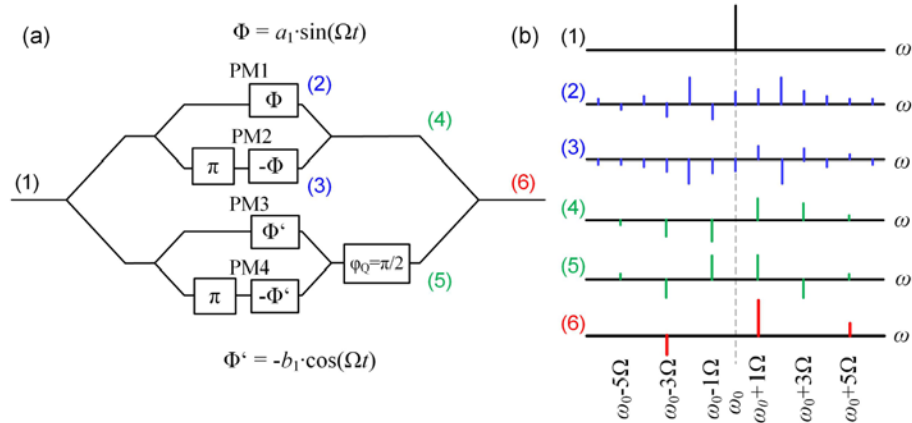 (a)
Φ = a₁·sin(Ωt)
PM1
(2)
Φ
(4)
PM2
π
-Φ
(3)
(1)
(6)
PM3
Φ‘
PM4
φQ=π/2
π
-Φ‘
(5)
Φ‘ = -b₁·cos(Ωt)
(b)
(1)
ω
(2)
ω
(3)
ω
(4)
ω
(5)
ω
(6)
ω
ω₀-5Ω
ω₀-3Ω
ω₀-1Ω
ω₀
ω₀+1Ω
ω₀+3Ω
ω₀+5Ω